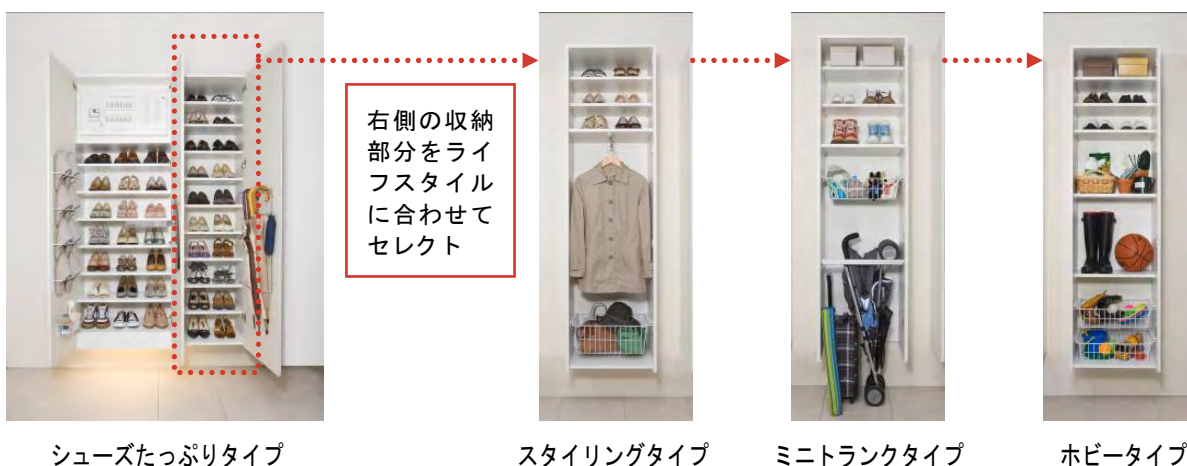 右側の収納
部分をライ
フスタイル
に合わせて
セレクト
シューズたっぷりタイプ
スタイリングタイプ
ミニトランクタイプ
ホビータイプ